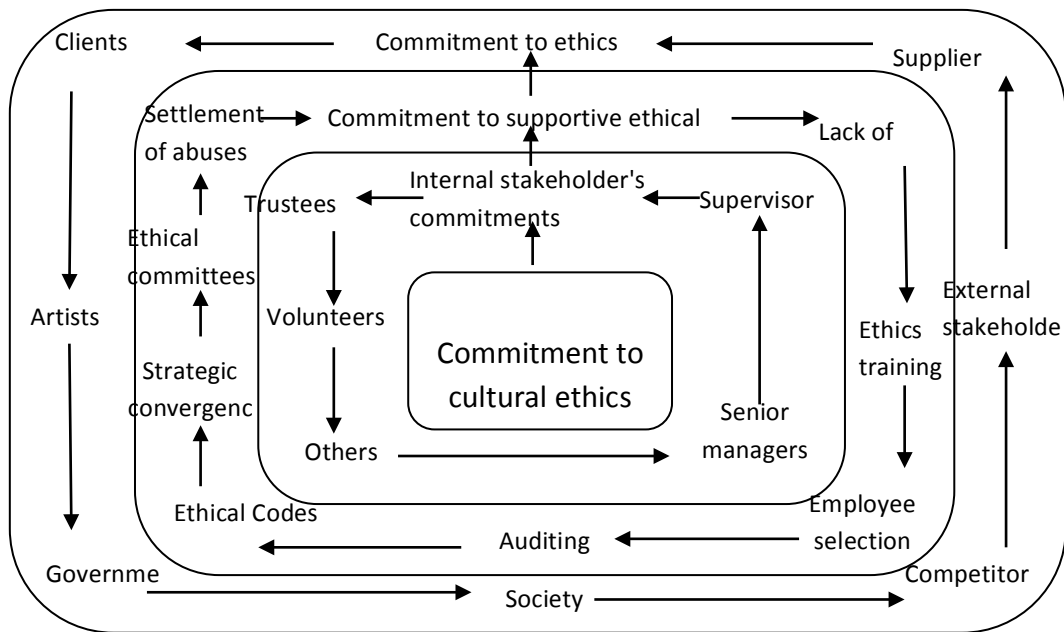 Clients
Commitment to ethics
Supplier
Settlement
of abuses
Commitment to supportive ethical
Lack of
Trustees
Internal stakeholder's
commitments
Supervisor
Ethical
committees
Volunteers
Artists
External
stakeholde
Ethics
training
Commitment to
cultural ethics
Strategic
convergenc
Others
Senior
managers
Ethical Codes
Auditing
Employee
selection
Governme
Society
Competitor